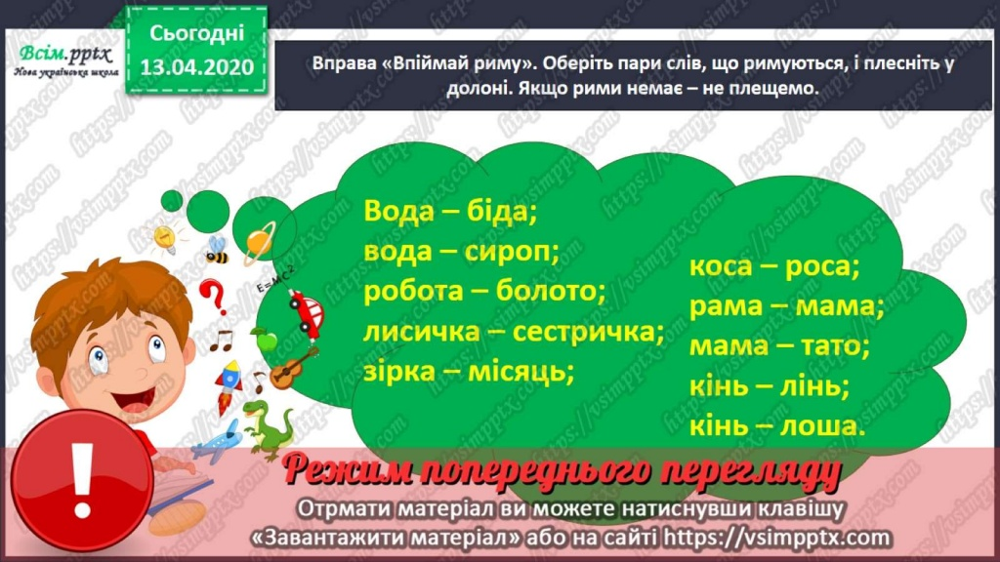 Всім.pptx
Нова українська школа
Сьогодні
13.04.2020
Вправа «Впіймай риму». Оберіть пари слів, що римуються, і плесніть у
долоні. Якщо рими немає – не плещемо.
Вода – біда;
вода – сироп;
робота – болото;
лисичка – сестричка;
зірка – місяць;
коса – роса;
рама – мама;
мама – тато;
кінь – лінь;
кінь – лоша.
E=MC²
Режим попереднього перегляду
Отрмати матеріал ви можете натиснувши клавішу
«Завантажити матеріал» або на сайті https://vsimpptx.com
https://vsimpptx.com